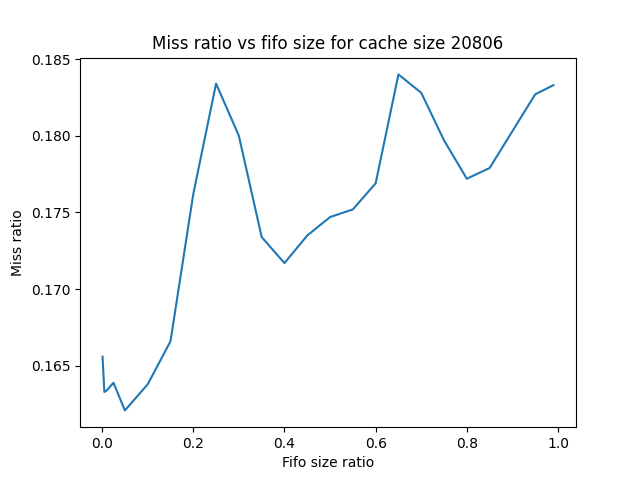 Miss ratio vs fifo size for cache size 20806
0.185
0.180
0.175
0.170
0.165
Miss ratio
0.0 0.2 0.4 0.6 0.8 1.0
Fifo size ratio